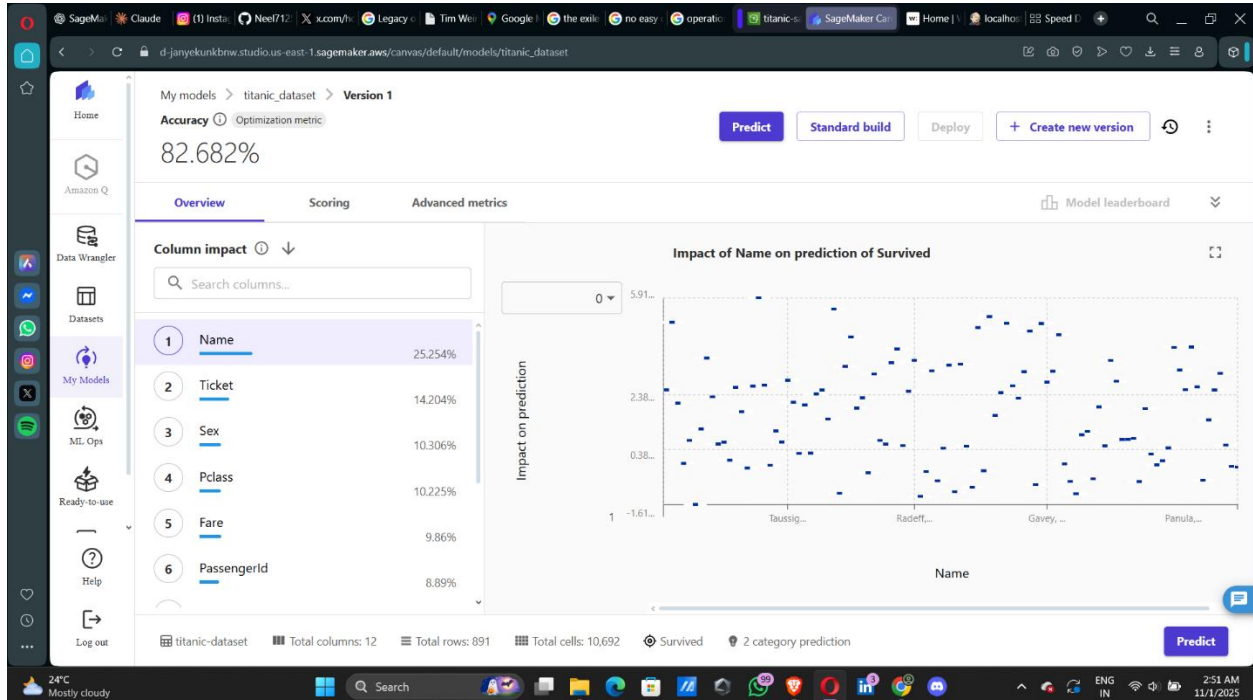 SageMak
Claude
(1) Insta
Neel712
x.com/h
Legacy o
Tim Wei
Google
the exile
no easy
operatio
titanic-sa
SageMaker Can
Home |
localhos
Speed D
d-janyekunkbnw.studio.us-east-1.sagemaker.aws/canvas/default/models/titanic_dataset
Home
Amazon Q
Data Wrangler
Datasets
My Models
ML Ops
Ready-to-use
Help
Log out
My models > titanic_dataset > Version 1
Accuracy Optimization metric
82.682%
Predict
Standard build
Deploy
+ Create new version
Overview
Scoring
Advanced metrics
Model leaderboard
Column impact
Search columns...
1 Name 25.254%
2 Ticket 14.204%
3 Sex 10.306%
4 Pclass 10.225%
5 Fare 9.86%
6 PassengerId 8.89%
Impact of Name on prediction of Survived
0
5.91...
2.38...
0.38...
1 -1.61...
Impact on prediction
Taussig...
Radeff,...
Gavey, ...
Panula,...
Name
titanic-dataset
Total columns: 12
Total rows: 891
Total cells: 10,692
Survived
2 category prediction
Predict
24°C
Mostly cloudy
Search
99
3
ENG
IN
2:51 AM
11/1/2025